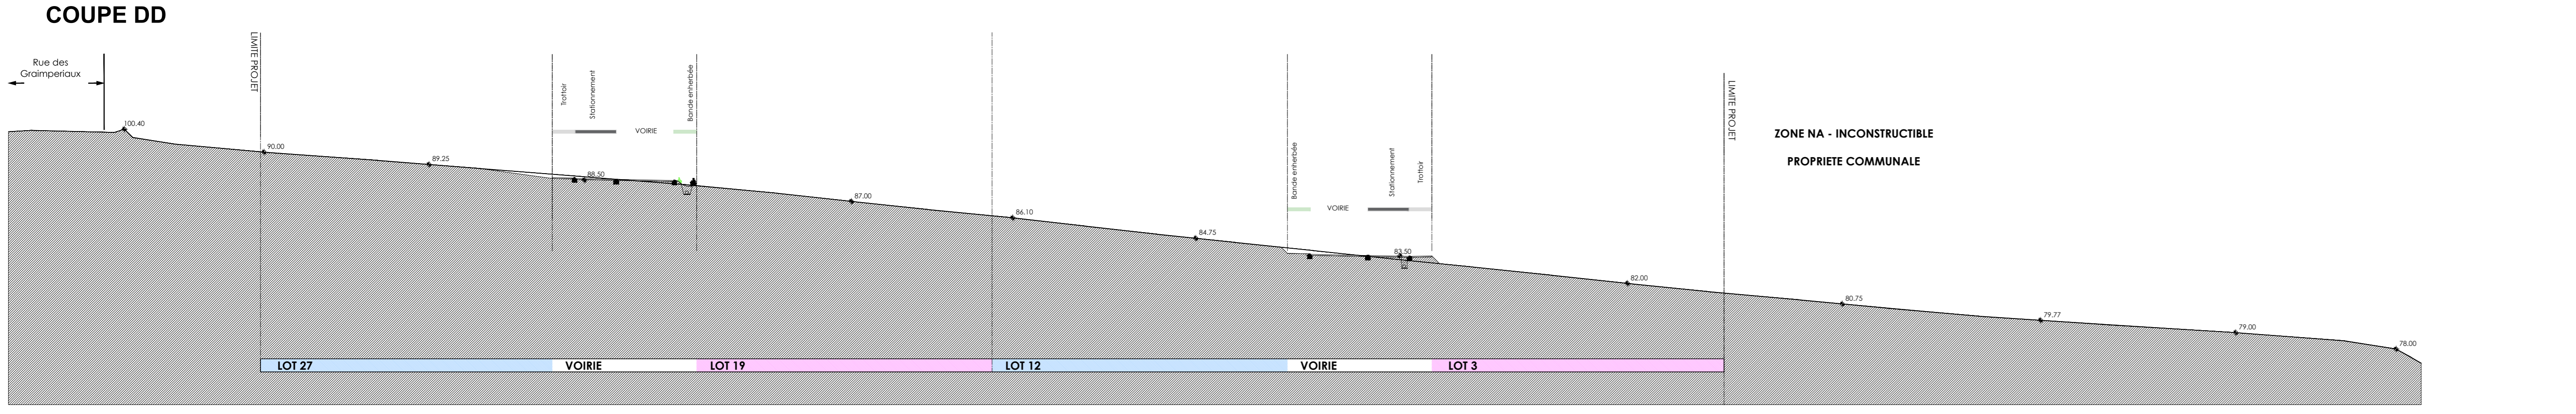 COUPE DD
Rue des
Graimperiaux
LIMITE PROJET
Trottoir
Stationnement
VOIRIE
Bande enherbée
Bande enherbée
VOIRIE
Stationnement
Trottoir
LIMITE PROJET
ZONE NA - INCONSTRUCTIBLE
PROPRIETE COMMUNALE
100.40
90.00
89.25
88.50
87.00
86.10
84.75
83.50
82.00
80.75
79.77
79.00
78.00
LOT 27
VOIRIE
LOT 19
LOT 12
VOIRIE
LOT 3